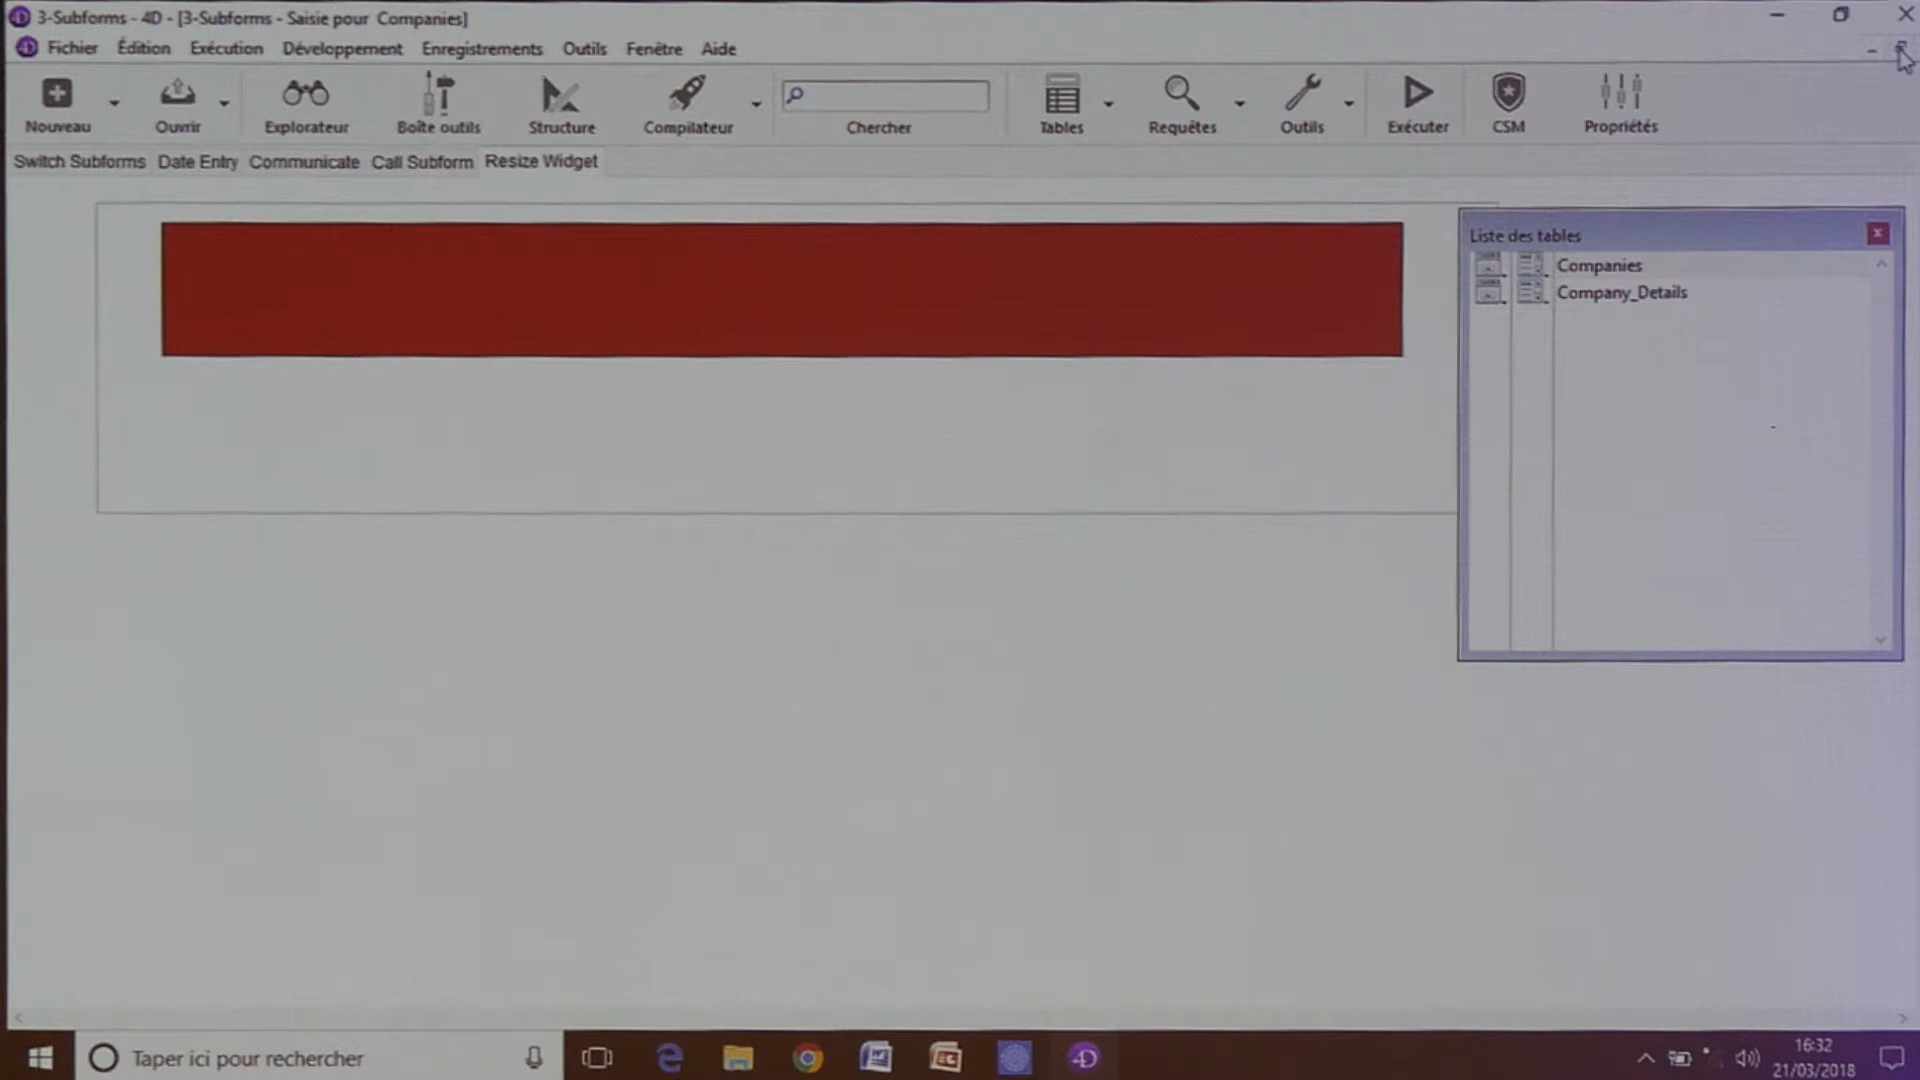 3-Subforms - 4D - [3-Subforms - Saisie pour Companies]
Fichier Édition Exécution Développement Enregistrements Outils Fenêtre Aide
Nouveau Ouvrir Explorateur Boîte outils Structure Compilateur Chercher Tables Requêtes Outils Exécuter CSM Propriétés
Switch Subforms Date Entry Communicate Call Subform Resize Widget
Liste des tables
Companies
Company_Details
Taper ici pour rechercher
16:32
21/03/2018